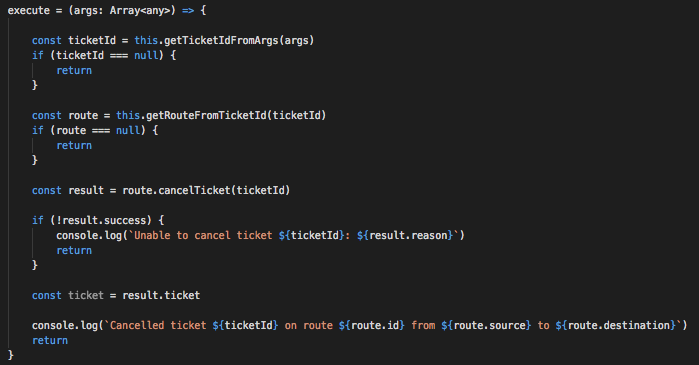 execute = (args: Array<any>) => {
const ticketId = this.getTicketIdFromArgs(args)
if (ticketId === null) {
return
}
const route = this.getRouteFromTicketId(ticketId)
if (route === null) {
return
}
const result = route.cancelTicket(ticketId)
if (!result.success) {
console.log(`Unable to cancel ticket ${ticketId}: ${result.reason}`)
return
}
const ticket = result.ticket
console.log(`Cancelled ticket ${ticketId} on route ${route.id} from ${route.source} to ${route.destination}`)
return
}